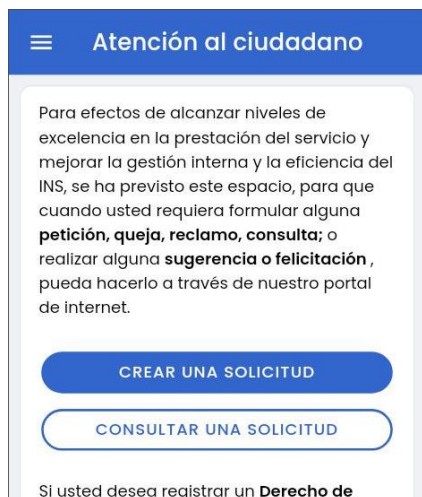 Atención al ciudadano
Para efectos de alcanzar niveles de
excelencia en la prestación del servicio y
mejorar la gestión interna y la eficiencia del
INS, se ha previsto este espacio, para que
cuando usted requiera formular alguna
petición, queja, reclamo, consulta; o
realizar alguna sugerencia o felicitación ,
pueda hacerlo a través de nuestro portal
de internet.
CREAR UNA SOLICITUD
CONSULTAR UNA SOLICITUD
Si usted desea registrar un Derecho de